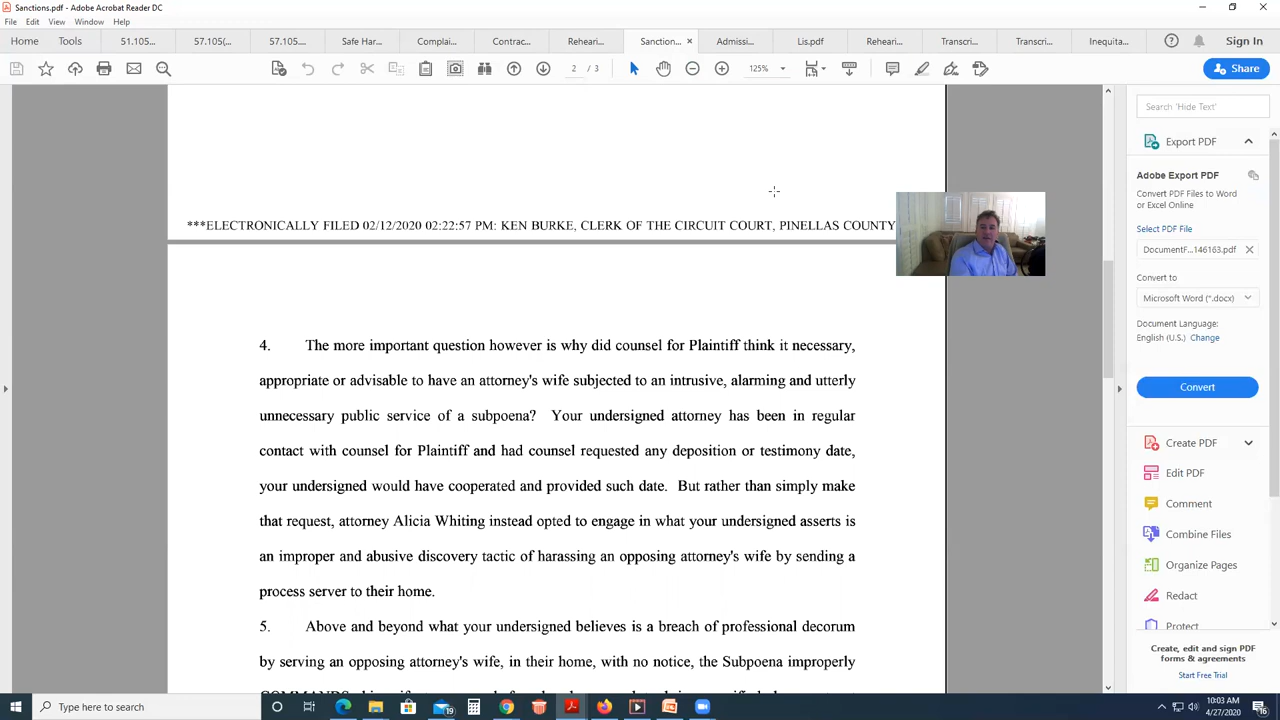 Sanctions.pdf - Adobe Acrobat Reader DC
File Edit View Window Help
Home Tools 51.105... 57.105(... 57.105.... Safe Har... Complai... Contrac... Reheari... Sanction... × Admissi... Lis.pdf Reheari... Transcri... Transcri... Inequita... Sign In
2 / 3 125% Share
Search 'Hide Text'
Export PDF
Adobe Export PDF
Convert PDF Files to Word
or Excel Online
Select PDF File
DocumentF...146163.pdf
Convert to
Microsoft Word (*.docx)
Document Language:
English (U.S.) Change
Convert
Create PDF
Edit PDF
Comment
Combine Files
Organize Pages
Redact
Protect
Create, edit and sign PDF
forms & agreements
Start Free Trial
***ELECTRONICALLY FILED 02/12/2020 02:22:57 PM: KEN BURKE, CLERK OF THE CIRCUIT COURT, PINELLAS COUNTY
4. The more important question however is why did counsel for Plaintiff think it necessary,
appropriate or advisable to have an attorney's wife subjected to an intrusive, alarming and utterly
unnecessary public service of a subpoena? Your undersigned attorney has been in regular
contact with counsel for Plaintiff and had counsel requested any deposition or testimony date,
your undersigned would have cooperated and provided such date. But rather than simply make
that request, attorney Alicia Whiting instead opted to engage in what your undersigned asserts is
an improper and abusive discovery tactic of harassing an opposing attorney's wife by sending a
process server to their home.
5. Above and beyond what your undersigned believes is a breach of professional decorum
by serving an opposing attorney's wife, in their home, with no notice, the Subpoena improperly
Type here to search
19
10:03 AM
4/27/2020
16